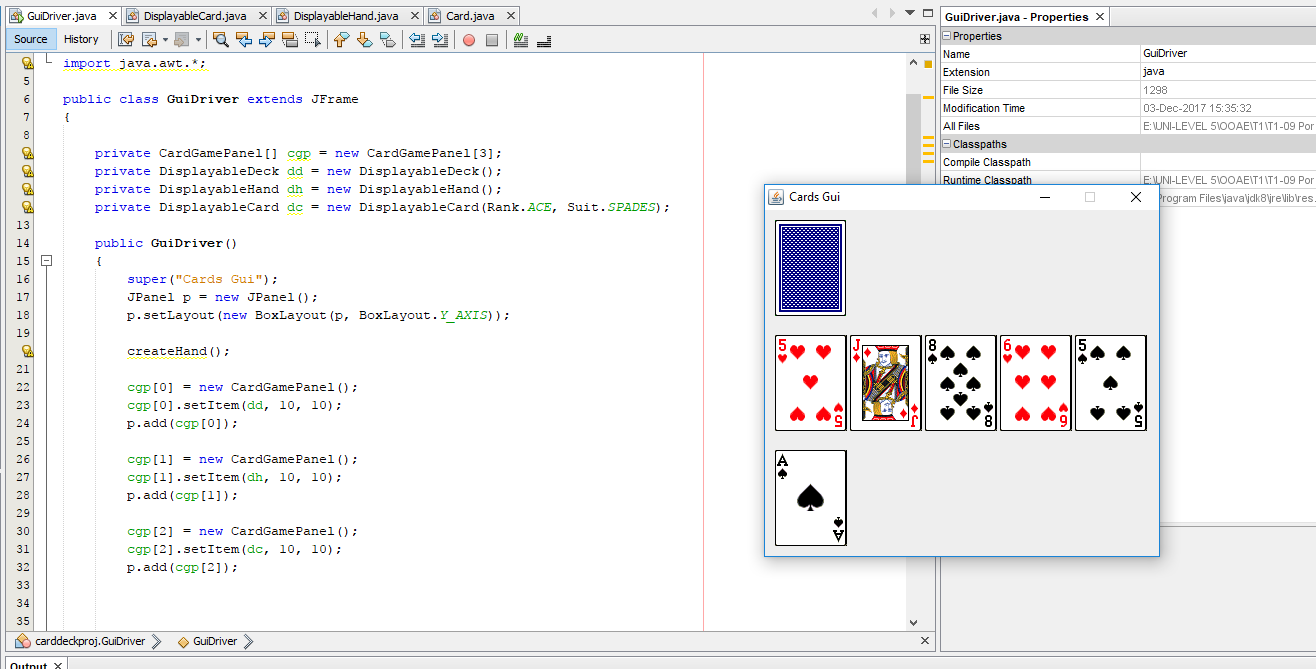 GuiDriver.java
DisplayableCard.java
DisplayableHand.java
Card.java
Source
History
import java.awt.*;
5
6 public class GuiDriver extends JFrame
7 {
8
private CardGamePanel[] cgp = new CardGamePanel[3];
private DisplayableDeck dd = new DisplayableDeck();
private DisplayableHand dh = new DisplayableHand();
private DisplayableCard dc = new DisplayableCard(Rank.ACE, Suit.SPADES);
13
14 public GuiDriver()
15 {
16 super("Cards Gui");
17 JPanel p = new JPanel();
18 p.setLayout(new BoxLayout(p, BoxLayout.Y_AXIS));
19
createHand();
21
22 cgp[0] = new CardGamePanel();
23 cgp[0].setItem(dd, 10, 10);
24 p.add(cgp[0]);
25
26 cgp[1] = new CardGamePanel();
27 cgp[1].setItem(dh, 10, 10);
28 p.add(cgp[1]);
29
30 cgp[2] = new CardGamePanel();
31 cgp[2].setItem(dc, 10, 10);
32 p.add(cgp[2]);
33
34
35
carddeckproj.GuiDriver
GuiDriver
Output
GuiDriver.java - Properties
Properties
Name GuiDriver
Extension java
File Size 1298
Modification Time 03-Dec-2017 15:35:32
All Files E:\UNI-LEVEL 5\OOAE\T1\T1-09 Por
Classpaths
Compile Classpath
Runtime Classpath E:\UNI-LEVEL 5\OOAE\T1\T1-09 Por
Program Files\java\jdk8\jre\lib\res.
Cards Gui
5 5
J J
8 8
6 6
5 5
A A